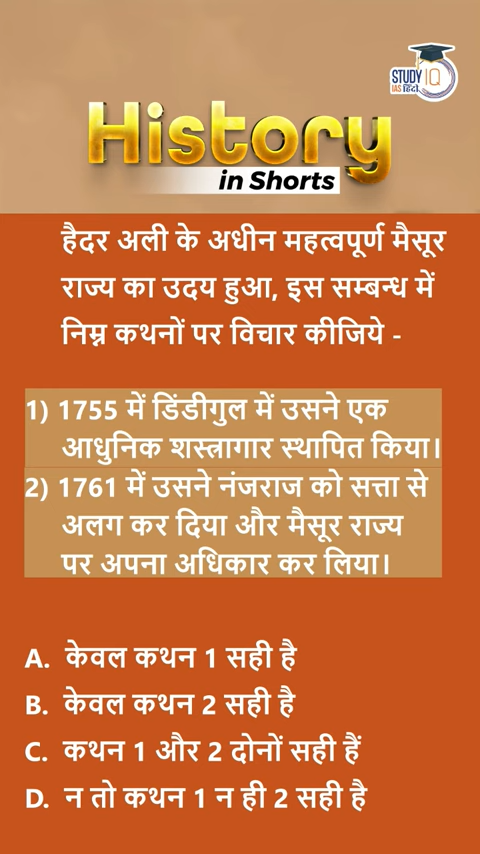 STUDY IQ
IAS हिंदी
History
in Shorts
हैदर अली के अधीन महत्वपूर्ण मैसूर
राज्य का उदय हुआ, इस सम्बन्ध में
निम्न कथनों पर विचार कीजिये -
1) 1755 में डिंडीगुल में उसने एक
आधुनिक शस्त्रागार स्थापित किया।
2) 1761 में उसने नंजराज को सत्ता से
अलग कर दिया और मैसूर राज्य
पर अपना अधिकार कर लिया।
A. केवल कथन 1 सही है
B. केवल कथन 2 सही है
C. कथन 1 और 2 दोनों सही हैं
D. न तो कथन 1 न ही 2 सही है